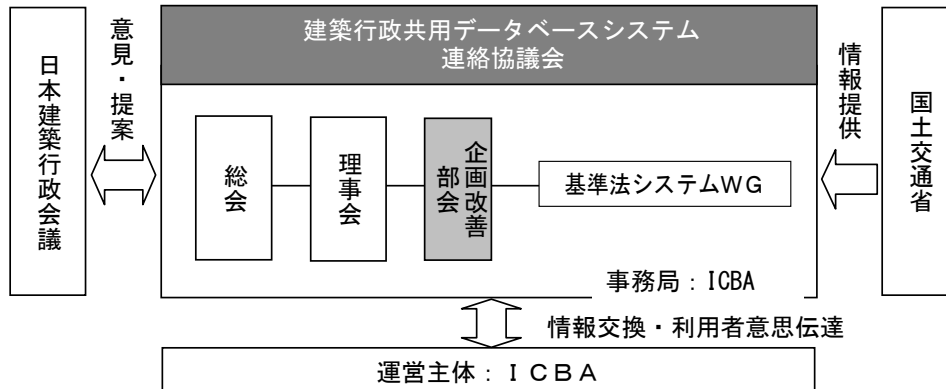 日本建築行政会議
意見・提案
建築行政共用データベースシステム
連絡協議会
総会
理事会
企画改善
部会
基準法システムWG
事務局：ICBA
情報提供
国土交通省
情報交換・利用者意思伝達
運営主体：ＩＣＢＡ